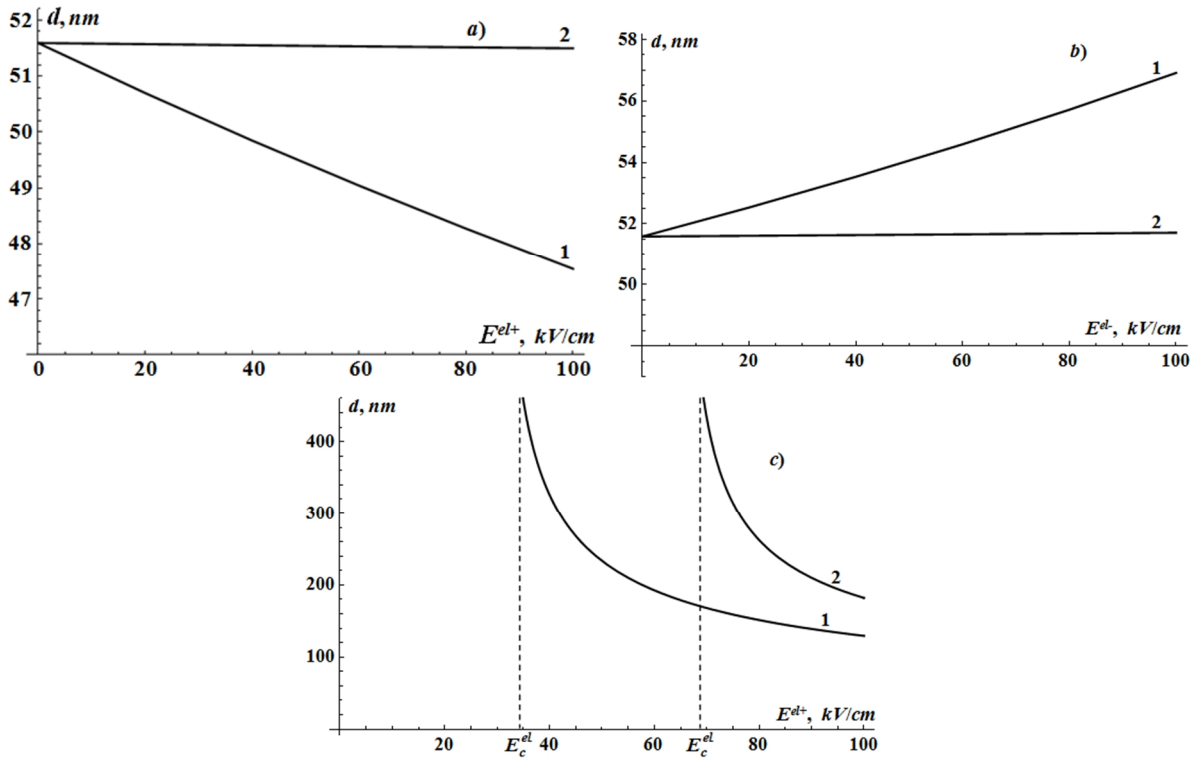 d, nm
a)
52
51
50
49
48
47
2
1
E^{el+}, kV/cm
0 20 40 60 80 100
d, nm
b)
58
56
54
52
50
1
2
E^{el-}, kV/cm
20 40 60 80 100
d, nm
c)
400
300
200
100
2
1
E^{el+}, kV/cm
20 E_c^{el} 40 60 E_c^{el} 80 100